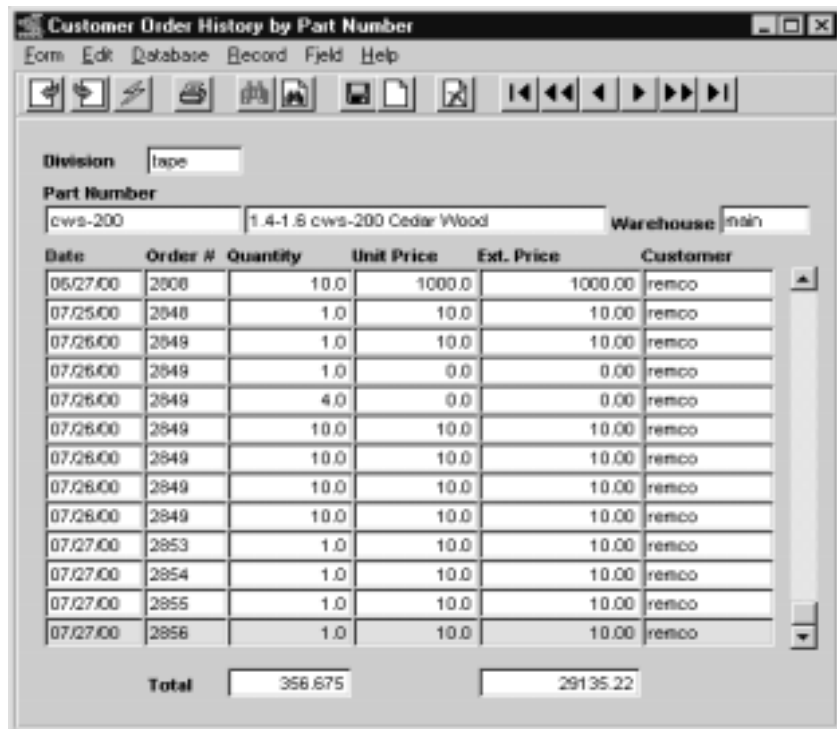 Customer Order History by Part Number
Form Edit Database Record Field Help
Division tape
Part Number
cws-200 1.4-1.6 cws-200 Cedar Wood Warehouse main
Date Order # Quantity Unit Price Ext. Price Customer
06/27/00 2808 10.0 1000.0 1000.00 remco
07/25/00 2848 1.0 10.0 10.00 remco
07/26/00 2849 1.0 10.0 10.00 remco
07/26/00 2849 1.0 0.0 0.00 remco
07/26/00 2849 4.0 0.0 0.00 remco
07/26/00 2849 10.0 10.0 10.00 remco
07/26/00 2849 10.0 10.0 10.00 remco
07/26/00 2849 10.0 10.0 10.00 remco
07/26/00 2849 10.0 10.0 10.00 remco
07/27/00 2853 1.0 10.0 10.00 remco
07/27/00 2854 1.0 10.0 10.00 remco
07/27/00 2855 1.0 10.0 10.00 remco
07/27/00 2856 1.0 10.0 10.00 remco
Total 356.675 29135.22